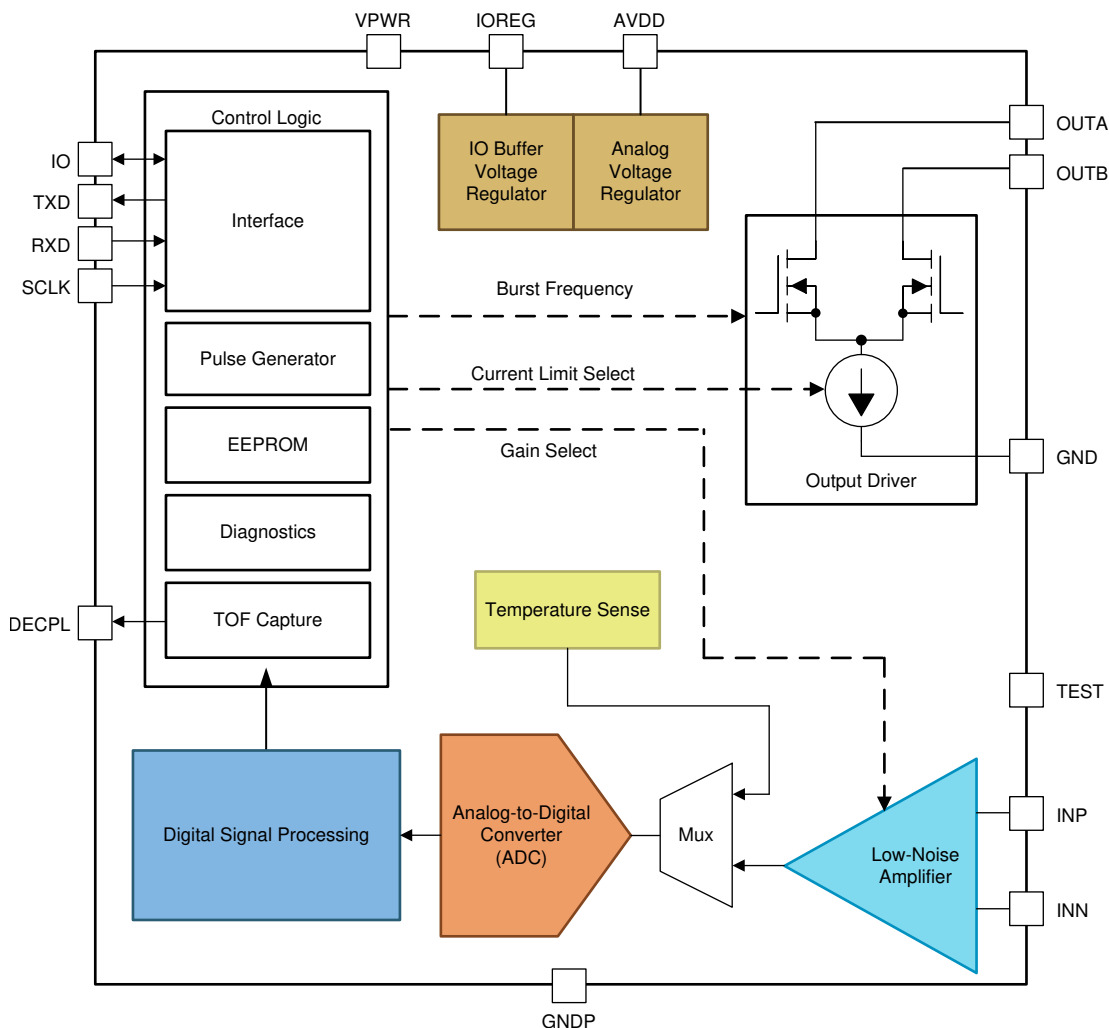 VPWR
IOREG
AVDD
Control Logic
IO
TXD
RXD
SCLK
Interface
IO Buffer
Voltage
Regulator
Analog
Voltage
Regulator
OUTA
OUTB
Burst Frequency
Pulse Generator
Current Limit Select
EEPROM
Gain Select
GND
Output Driver
Diagnostics
DECPL
TOF Capture
Temperature Sense
TEST
Digital Signal Processing
Analog-to-Digital
Converter
(ADC)
Mux
Low-Noise
Amplifier
INP
INN
GNDP